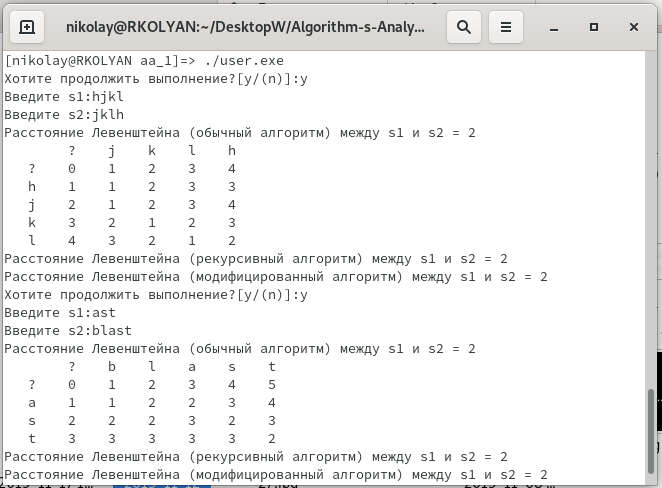 nikolay@RKOLYAN:~/DesktopW/Algorithm-s-Analy...
[nikolay@RKOLYAN aa_1]=> ./user.exe
Хотите продолжить выполнение?[y/(n)]:y
Введите s1:hjkl
Введите s2:jklh
Расстояние Левенштейна (обычный алгоритм) между s1 и s2 = 2
? j k l h
? 0 1 2 3 4
h 1 1 2 3 3
j 2 1 2 3 4
k 3 2 1 2 3
l 4 3 2 1 2
Расстояние Левенштейна (рекурсивный алгоритм) между s1 и s2 = 2
Расстояние Левенштейна (модифицированный алгоритм) между s1 и s2 = 2
Хотите продолжить выполнение?[y/(n)]:y
Введите s1:ast
Введите s2:blast
Расстояние Левенштейна (обычный алгоритм) между s1 и s2 = 2
? b l a s t
? 0 1 2 3 4 5
a 1 1 2 2 3 4
s 2 2 2 3 2 3
t 3 3 3 3 3 2
Расстояние Левенштейна (рекурсивный алгоритм) между s1 и s2 = 2
Расстояние Левенштейна (модифицированный алгоритм) между s1 и s2 = 2